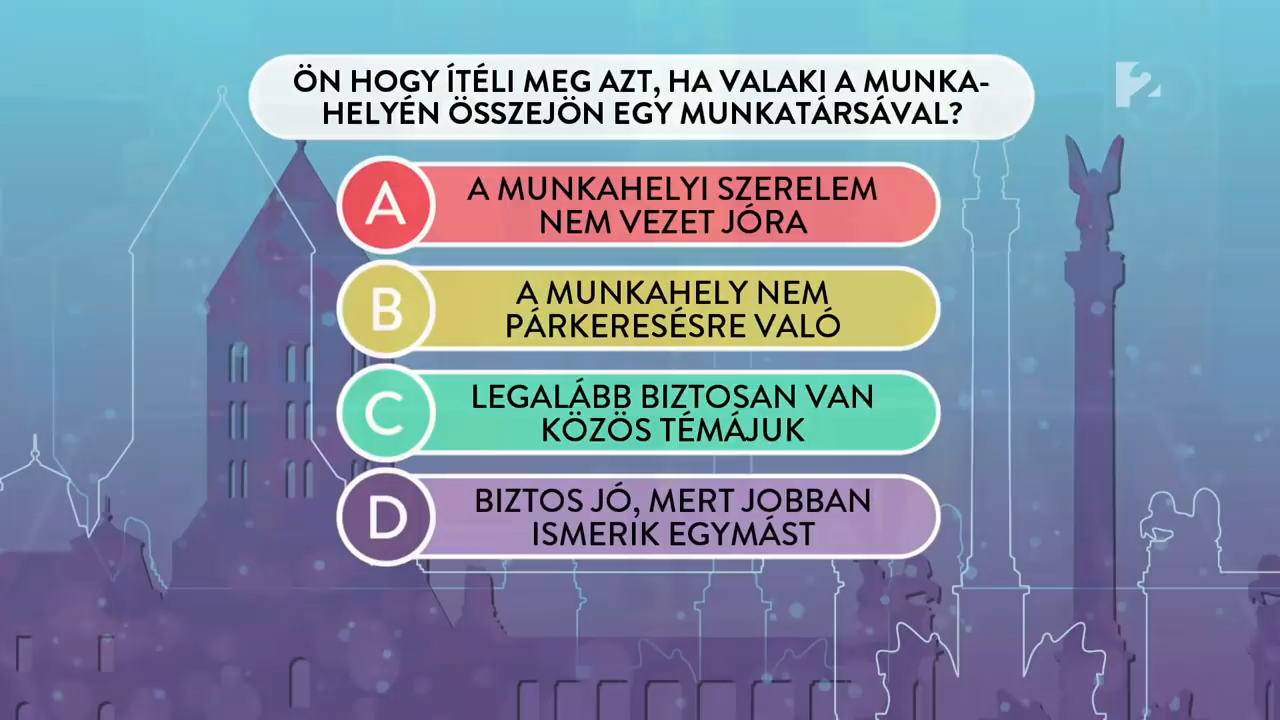 ÖN HOGY ÍTÉLI MEG AZT, HA VALAKI A MUNKA-
HELYÉN ÖSSZEJÖN EGY MUNKATÁRSÁVAL?
2
A
A MUNKAHELYI SZERELEM
NEM VEZET JÓRA
B
A MUNKAHELY NEM
PÁRKERESÉSRE VALÓ
C
LEGALÁBB BIZTOSAN VAN
KÖZÖS TÉMÁJUK
D
BIZTOS JÓ, MERT JOBBAN
ISMERIK EGYMÁST